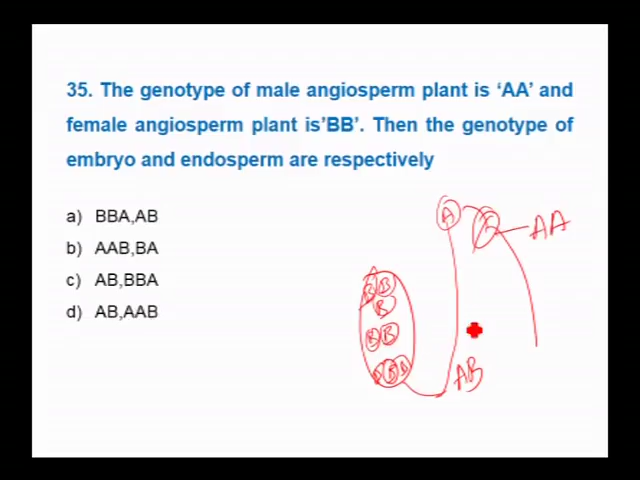 35. The genotype of male angiosperm plant is ‘AA’ and
female angiosperm plant is’BB’. Then the genotype of
embryo and endosperm are respectively
a) BBA,AB
b) AAB,BA
c) AB,BBA
d) AB,AAB
A
AA
B B
B
B B
B
AB